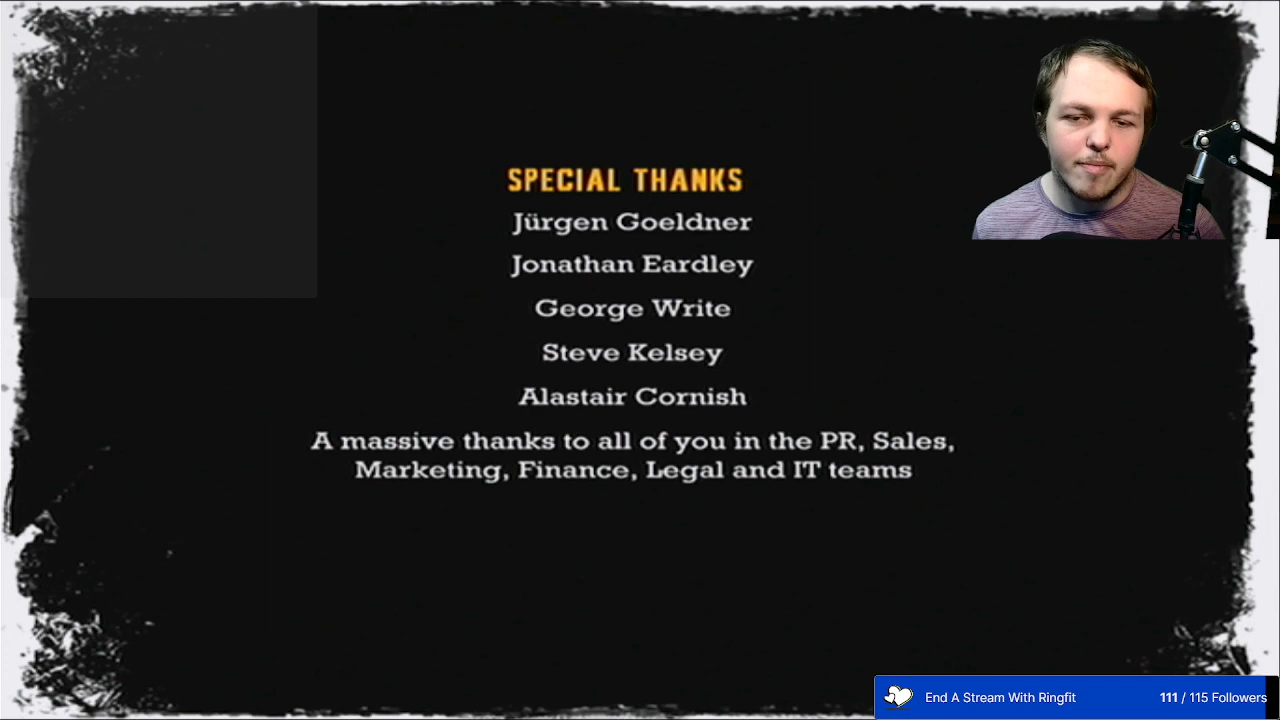 SPECIAL THANKS
Jürgen Goeldner
Jonathan Eardley
George Write
Steve Kelsey
Alastair Cornish
A massive thanks to all of you in the PR, Sales,
Marketing, Finance, Legal and IT teams
End A Stream With Ringfit 111 / 115 Followers